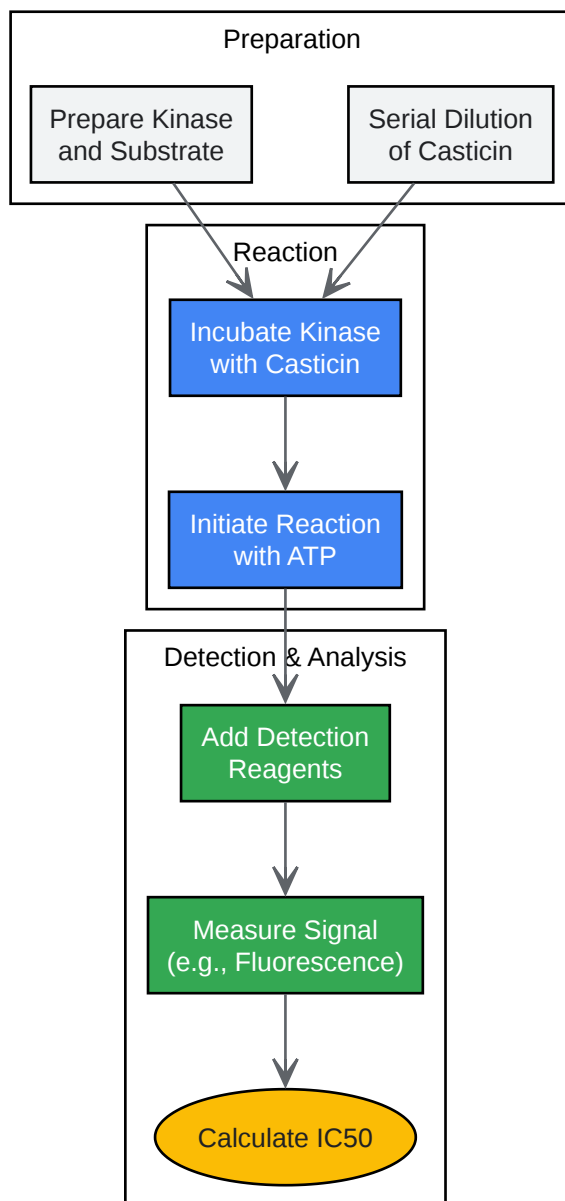 Preparation
Prepare Kinase
and Substrate
Serial Dilution
of Casticin
Reaction
Incubate Kinase
with Casticin
Initiate Reaction
with ATP
Detection & Analysis
Add Detection
Reagents
Measure Signal
(e.g., Fluorescence)
Calculate IC50